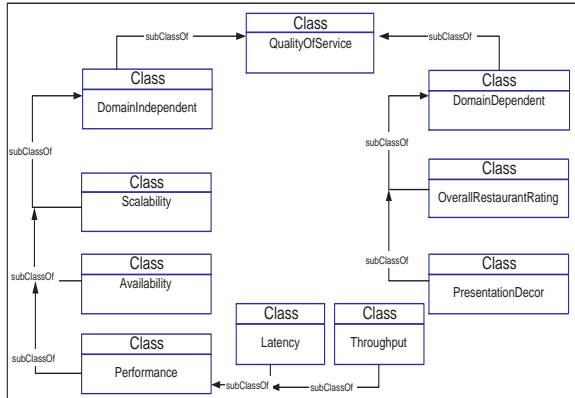 Class
QualityOfService
subClassOf
subClassOf
Class
DomainIndependent
Class
DomainDependent
subClassOf
subClassOf
Class
Scalability
Class
OverallRestaurantRating
subClassOf
subClassOf
Class
Availability
Class
PresentationDecor
Class
Latency
Class
Throughput
subClassOf
Class
Performance
subClassOf
subClassOf